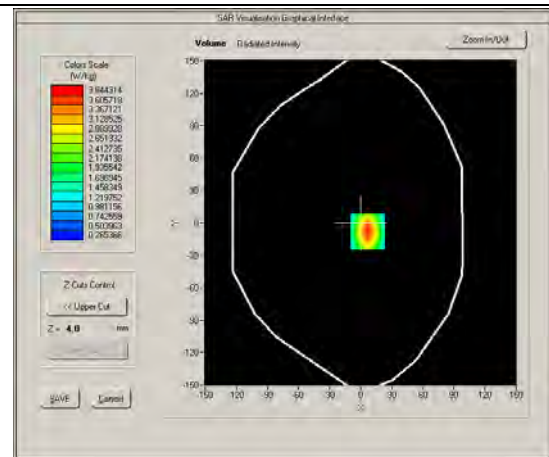 SAR Visualisation Graphical Interface
Volume Radiated Intensity
Zoom In/Out
Colors Scale
(W/kg)
3.844314
3.605718
3.367121
3.128525
2.889928
2.651332
2.412735
2.174138
1.935542
1.696945
1.458349
1.219752
0.981156
0.742559
0.503963
0.265366
Z Cuts Control
<< Upper Cut
Z = 4.0 mm
SAVE
Cancel
150
120
90
60
30
0
-30
-60
-90
-120
-150
Y
-150 -120 -90 -60 -30 0 30 60 90 120 150
X